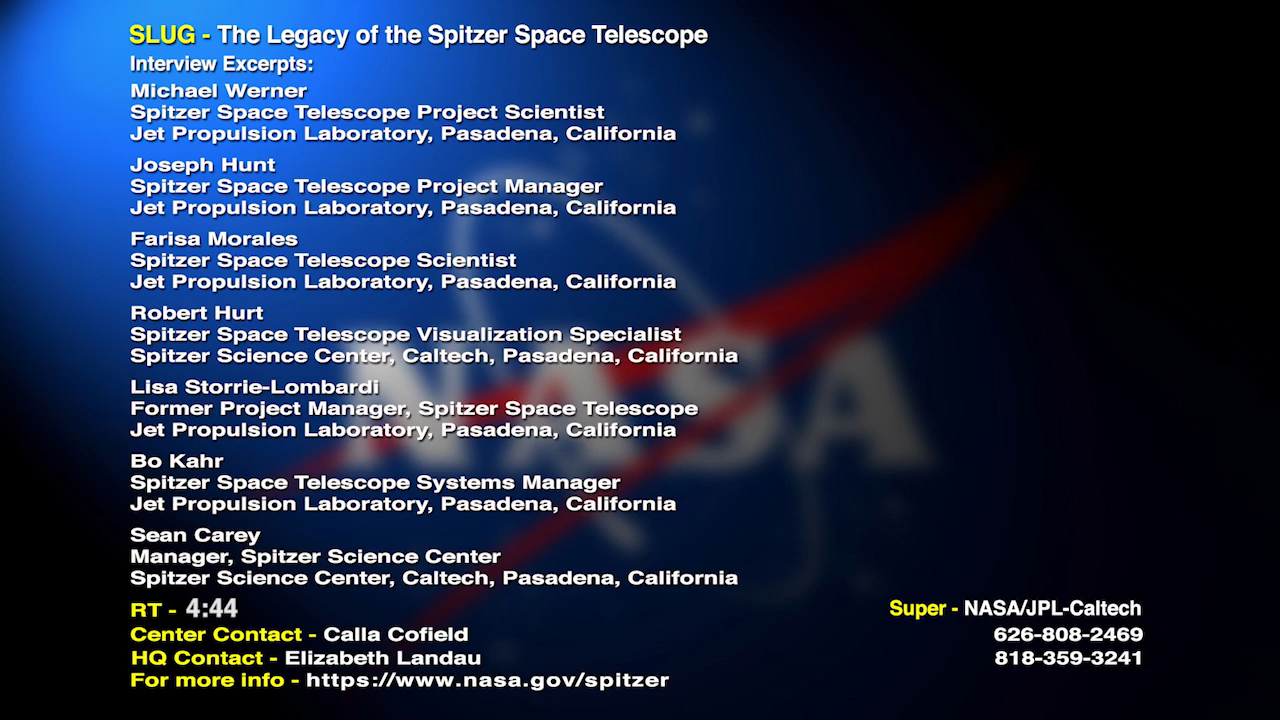 SLUG - The Legacy of the Spitzer Space Telescope
Interview Excerpts:
Michael Werner
Spitzer Space Telescope Project Scientist
Jet Propulsion Laboratory, Pasadena, California
Joseph Hunt
Spitzer Space Telescope Project Manager
Jet Propulsion Laboratory, Pasadena, California
Farisa Morales
Spitzer Space Telescope Scientist
Jet Propulsion Laboratory, Pasadena, California
Robert Hurt
Spitzer Space Telescope Visualization Specialist
Spitzer Science Center, Caltech, Pasadena, California
Lisa Storrie-Lombardi
Former Project Manager, Spitzer Space Telescope
Jet Propulsion Laboratory, Pasadena, California
Bo Kahr
Spitzer Space Telescope Systems Manager
Jet Propulsion Laboratory, Pasadena, California
Sean Carey
Manager, Spitzer Science Center
Spitzer Science Center, Caltech, Pasadena, California
RT - 4:44
Super - NASA/JPL-Caltech
Center Contact - Calla Cofield
626-808-2469
HQ Contact - Elizabeth Landau
818-359-3241
For more info - https://www.nasa.gov/spitzer
NASA